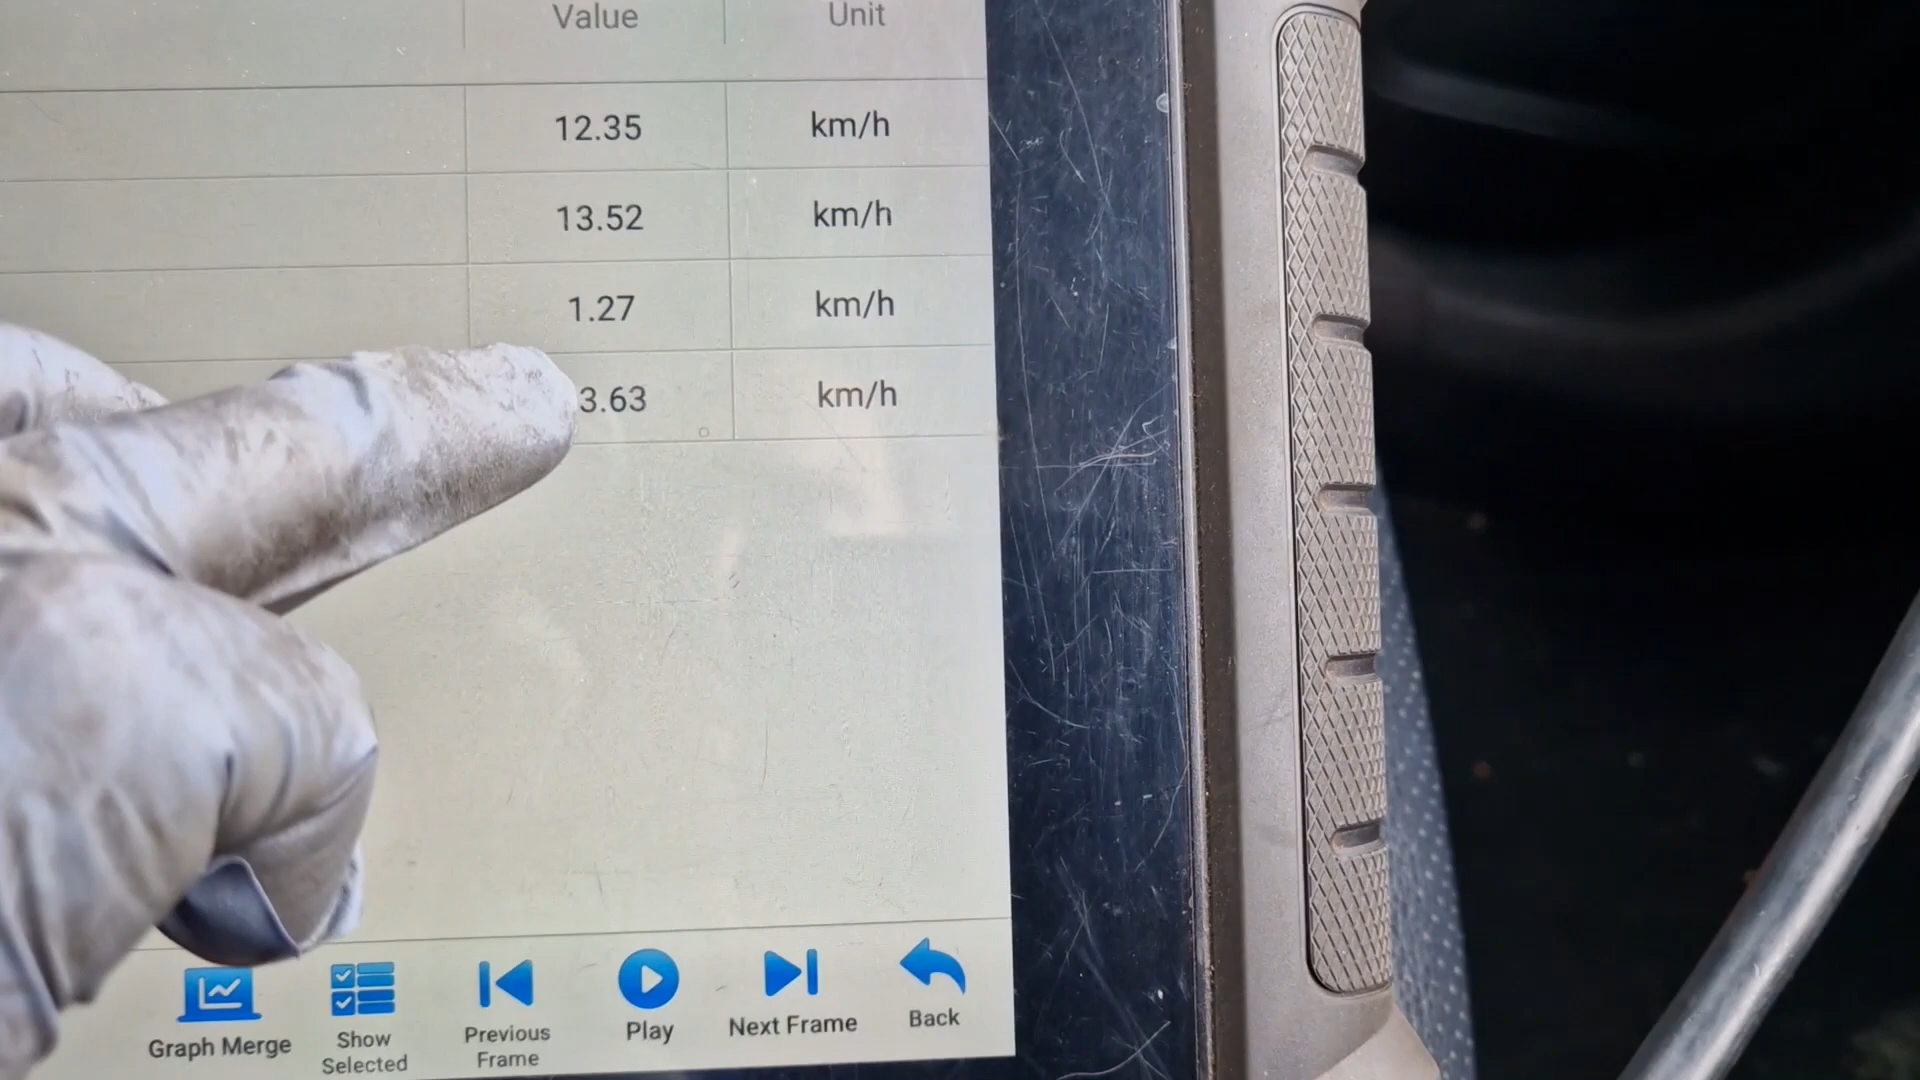 Value Unit
12.35 km/h
13.52 km/h
1.27 km/h
3.63 km/h
Graph Merge
Show
Selected
Previous
Frame
Play
Next Frame
Back